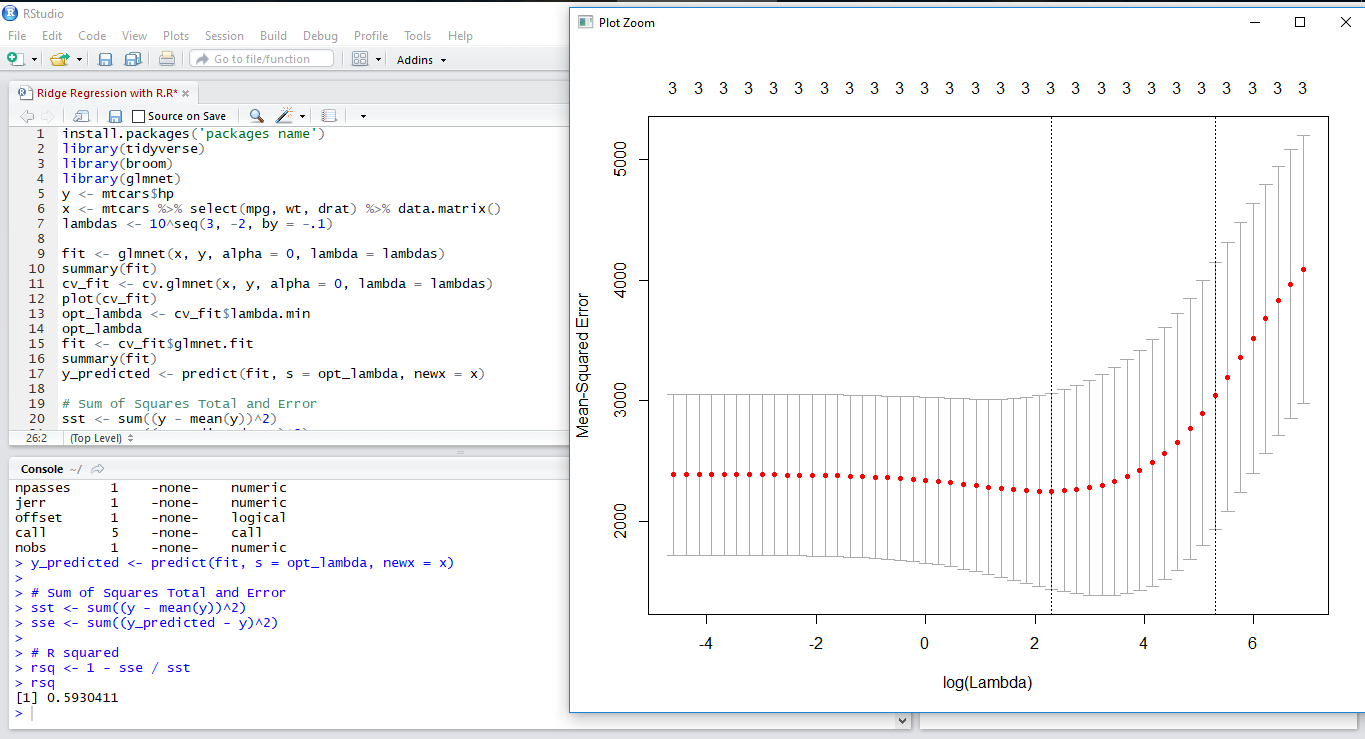 RStudio
File Edit Code View Plots Session Build Debug Profile Tools Help
Go to file/function Addins
Ridge Regression with R.R*
Source on Save
1 install.packages('packages name')
2 library(tidyverse)
3 library(broom)
4 library(glmnet)
5 y <- mtcars$hp
6 x <- mtcars %>% select(mpg, wt, drat) %>% data.matrix()
7 lambdas <- 10^seq(3, -2, by = -.1)
8
9 fit <- glmnet(x, y, alpha = 0, lambda = lambdas)
10 summary(fit)
11 cv_fit <- cv.glmnet(x, y, alpha = 0, lambda = lambdas)
12 plot(cv_fit)
13 opt_lambda <- cv_fit$lambda.min
14 opt_lambda
15 fit <- cv_fit$glmnet.fit
16 summary(fit)
17 y_predicted <- predict(fit, s = opt_lambda, newx = x)
18
19 # Sum of Squares Total and Error
20 sst <- sum((y - mean(y))^2)
26:2 (Top Level)
Console ~/
npasses 1 -none- numeric
jerr 1 -none- numeric
offset 1 -none- logical
call 5 -none- call
nobs 1 -none- numeric
> y_predicted <- predict(fit, s = opt_lambda, newx = x)
>
> # Sum of Squares Total and Error
> sst <- sum((y - mean(y))^2)
> sse <- sum((y_predicted - y)^2)
>
> # R squared
> rsq <- 1 - sse / sst
> rsq
[1] 0.5930411
>
Plot Zoom
3 3 3 3 3 3 3 3 3 3 3 3 3 3 3 3 3 3 3 3 3 3 3 3 3 3
5000
4000
3000
2000
Mean-Squared Error
-4 -2 0 2 4 6
log(Lambda)